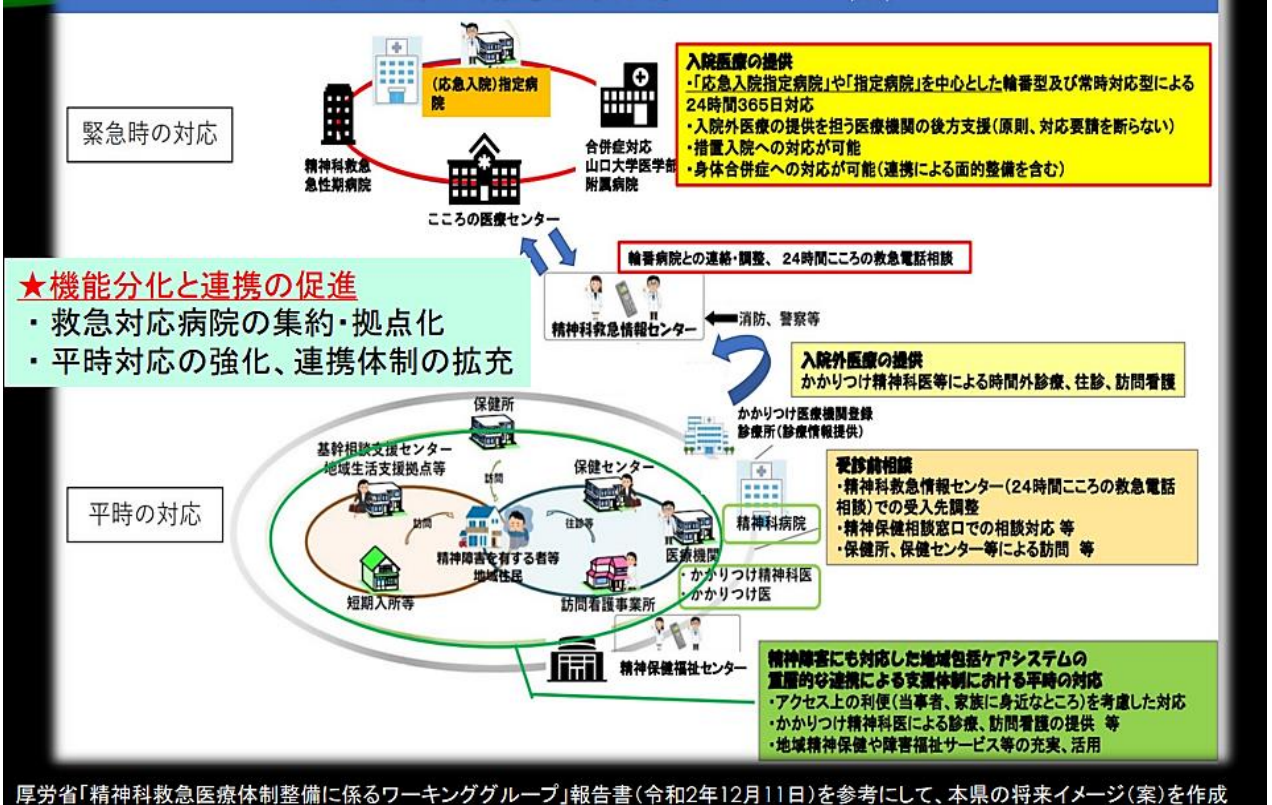 (応急入院)指定病
院
精神科救急
急性期病院
合併症対応
山口大学医学部
附属病院
こころの医療センター
緊急時の対応
入院医療の提供
・「応急入院指定病院」や「指定病院」を中心とした輪番型及び常時対応型による
24時間365日対応
・入院外医療の提供を担う医療機関の後方支援(原則、対応要請を断らない)
・措置入院への対応が可能
・身体合併症への対応が可能(連携による面的整備を含む)
輪番病院との連絡・調整、24時間こころの救急電話相談
★機能分化と連携の促進
・救急対応病院の集約・拠点化
・平時対応の強化、連携体制の拡充
精神科救急情報センター
消防、警察等
入院外医療の提供
かかりつけ精神科医等による時間外診療、往診、訪問看護
かかりつけ医療機関登録
診療所(診療情報提供)
保健所
基幹相談支援センター
地域生活支援拠点等
訪問
保健センター
訪問
往診等
平時の対応
精神障害を有する者等
地域住民
医療機関
精神科病院
・かかりつけ精神科医
・かかりつけ医
短期入所等
訪問看護事業所
受診前相談
・精神科救急情報センター(24時間こころの救急電話
相談)での受入先調整
・精神保健相談窓口での相談対応 等
・保健所、保健センター等による訪問 等
精神保健福祉センター
精神障害にも対応した地域包括ケアシステムの
重層的な連携による支援体制における平時の対応
・アクセス上の利便(当事者、家族に身近なところ)を考慮した対応
・かかりつけ精神科医による診療、訪問看護の提供 等
・地域精神保健や障害福祉サービス等の充実、活用
厚労省「精神科救急医療体制整備に係るワーキンググループ」報告書(令和2年12月11日)を参考にして、本県の将来イメージ(案)を作成